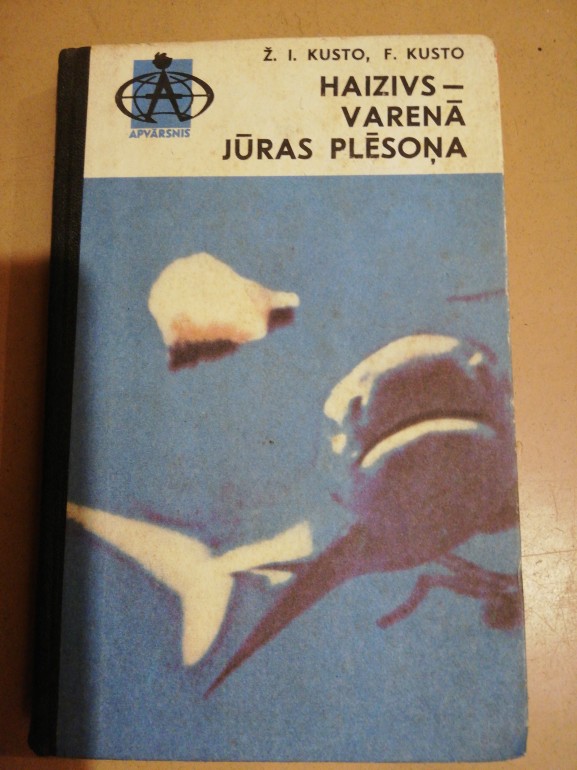 Ž. I. KUSTO, F. KUSTO
HAIZIVS –
VARENĀ
JŪRAS PLĒSOŅA
A
APVĀRSNIS